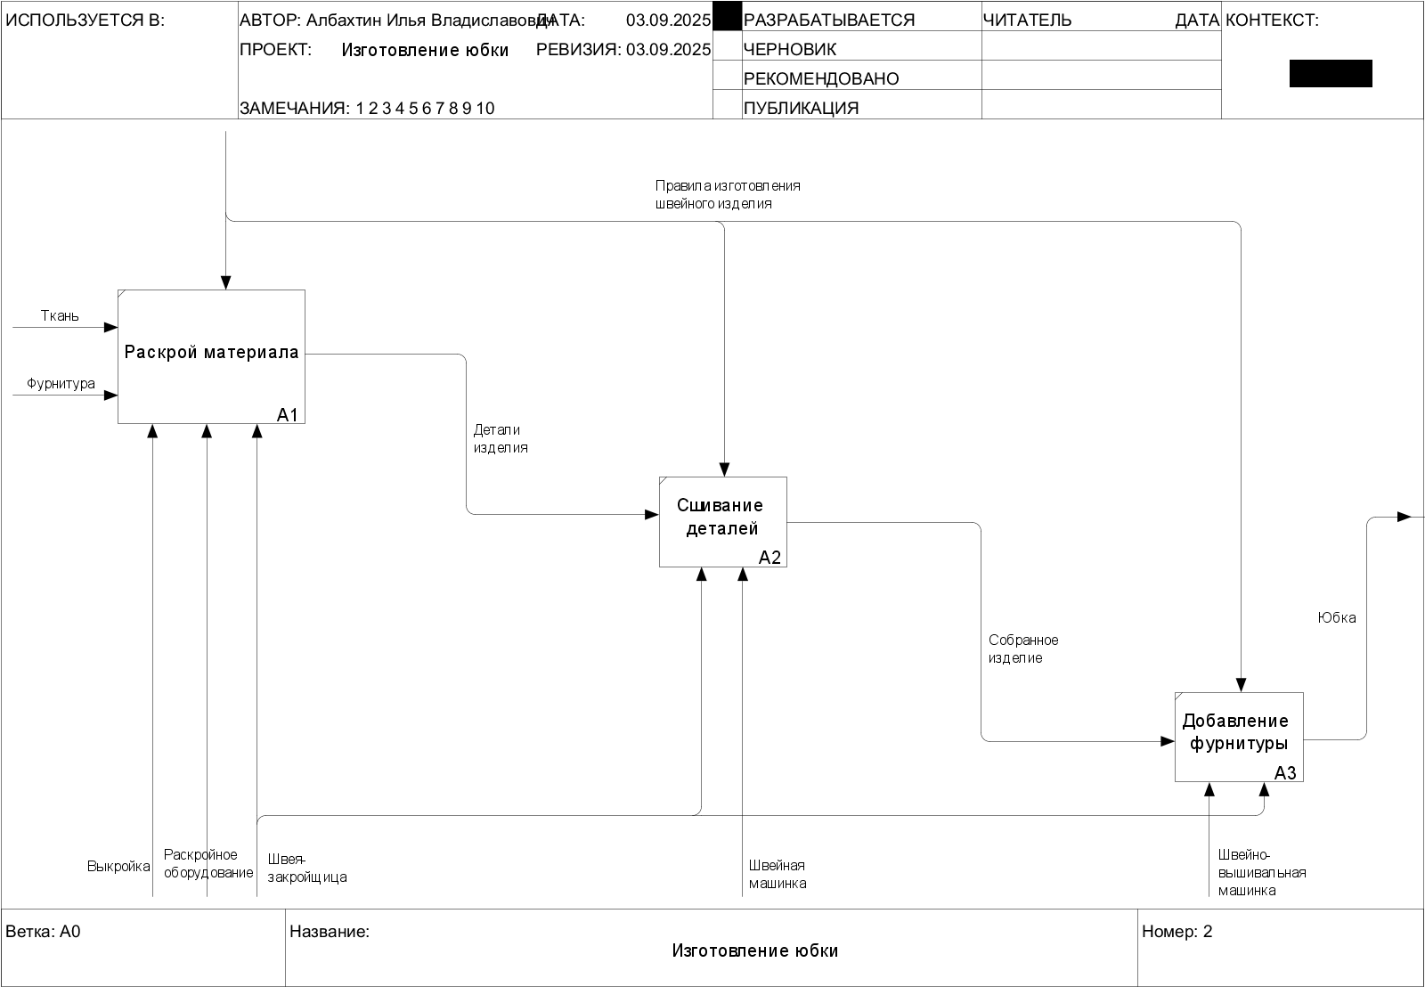 ИСПОЛЬЗУЕТСЯ В:
АВТОР: Албахтин Илья Владиславович
ДАТА: 03.09.2025
РАЗРАБАТЫВАЕТСЯ
ЧИТАТЕЛЬ
ДАТА
КОНТЕКСТ:
ПРОЕКТ: Изготовление юбки
РЕВИЗИЯ: 03.09.2025
ЧЕРНОВИК
РЕКОМЕНДОВАНО
ЗАМЕЧАНИЯ: 1 2 3 4 5 6 7 8 9 10
ПУБЛИКАЦИЯ
Правила изготовления
швейного изделия
Ткань
Фурнитура
Раскрой материала
A1
Детали
изделия
Сшивание
деталей
A2
Собранное
изделие
Юбка
Добавление
фурнитуры
A3
Выкройка
Раскройное
оборудование
Швея-
закройщица
Швейная
машинка
Швейно-
вышивальная
машинка
Ветка: A0
Название:
Изготовление юбки
Номер: 2